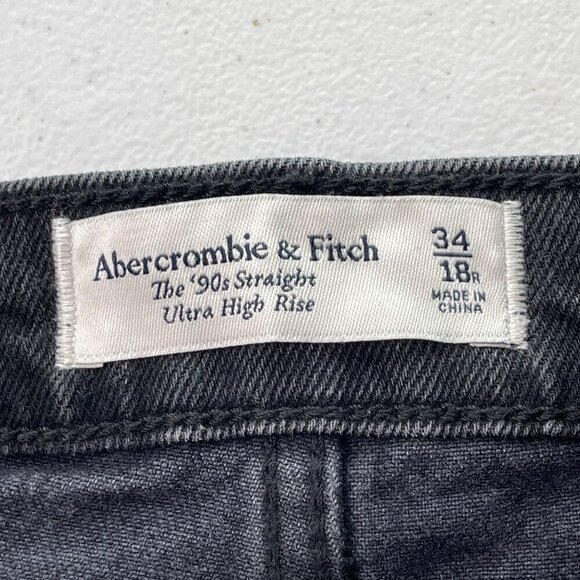 Abercrombie & Fitch
The '90s Straight
Ultra High Rise
34
18R
MADE IN
CHINA